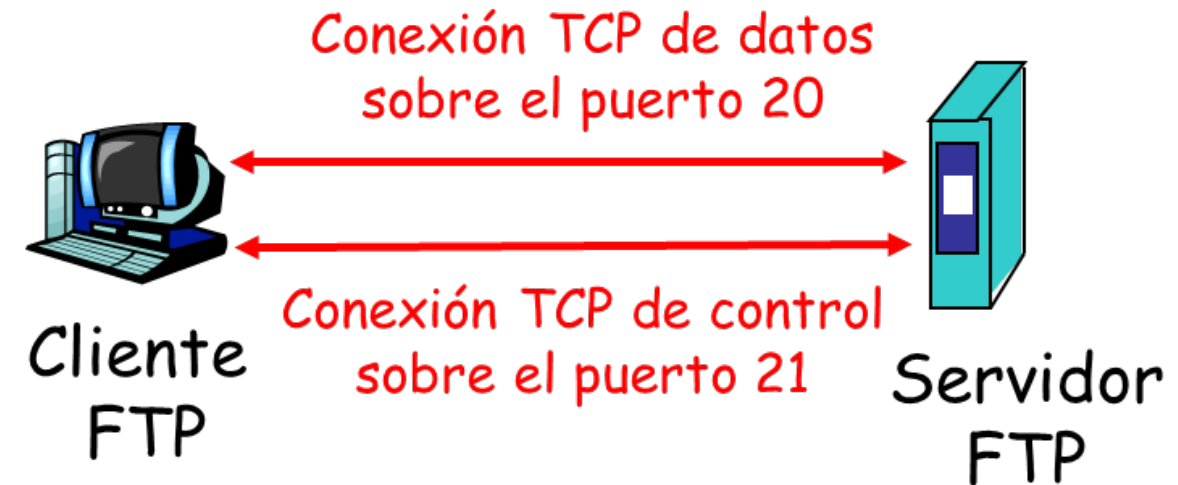 Conexión TCP de datos
sobre el puerto 20
Conexión TCP de control
sobre el puerto 21
Cliente
FTP
Servidor
FTP